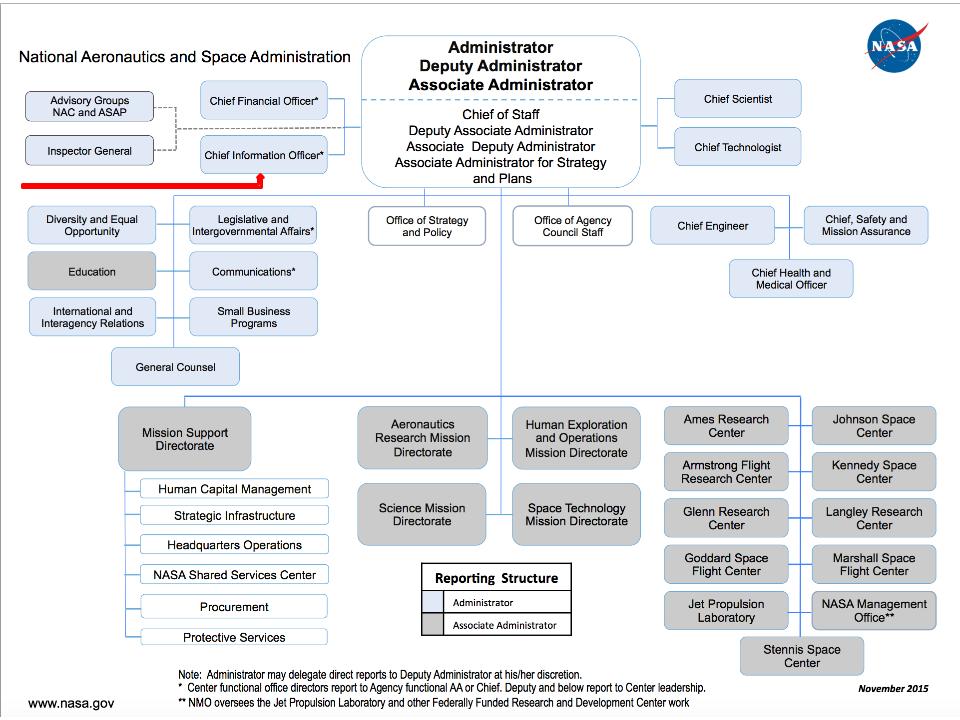 National Aeronautics and Space Administration
Administrator
Deputy Administrator
Associate Administrator
Chief of Staff
Deputy Associate Administrator
Associate  Deputy Administrator
Associate Administrator for Strategy
and Plans
NASA
Advisory Groups
NAC and ASAP
Inspector General
Chief Financial Officer*
Chief Information Officer*
Chief Scientist
Chief Technologist
Diversity and Equal
Opportunity
Legislative and
Intergovernmental Affairs*
Education
Communications*
International and
Interagency Relations
Small Business
Programs
General Counsel
Office of Strategy
and Policy
Office of Agency
Council Staff
Chief Engineer
Chief, Safety and
Mission Assurance
Chief Health and
Medical Officer
Mission Support
Directorate
Human Capital Management
Strategic Infrastructure
Headquarters Operations
NASA Shared Services Center
Procurement
Protective Services
Aeronautics
Research Mission
Directorate
Human Exploration
and Operations
Mission Directorate
Science Mission
Directorate
Space Technology
Mission Directorate
Reporting Structure
Administrator
Associate Administrator
Ames Research
Center
Johnson Space
Center
Armstrong Flight
Research Center
Kennedy Space
Center
Glenn Research
Center
Langley Research
Center
Goddard Space
Flight Center
Marshall Space
Flight Center
Jet Propulsion
Laboratory
NASA Management
Office**
Stennis Space
Center
Note:  Administrator may delegate direct reports to Deputy Administrator at his/her discretion.
*  Center functional office directors report to Agency functional AA or Chief. Deputy and below report to Center leadership.
** NMO oversees the Jet Propulsion Laboratory and other Federally Funded Research and Development Center work
www.nasa.gov
November 2015